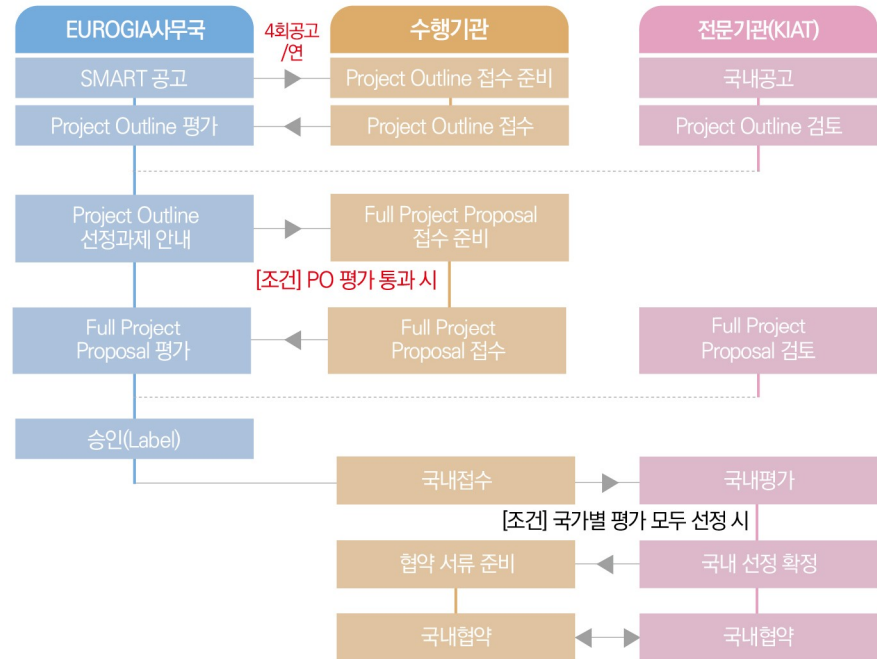 EUROGIA사무국
4회공고
/연
수행기관
전문기관(KIAT)
SMART 공고
Project Outline 접수 준비
국내공고
Project Outline 평가
Project Outline 접수
Project Outline 검토
Project Outline
선정과제 안내
Full Project Proposal
접수 준비
[조건] PO 평가 통과 시
Full Project
Proposal 평가
Full Project
Proposal 접수
Full Project
Proposal 검토
승인(Label)
국내접수
국내평가
[조건] 국가별 평가 모두 선정 시
협약 서류 준비
국내 선정 확정
국내협약
국내협약